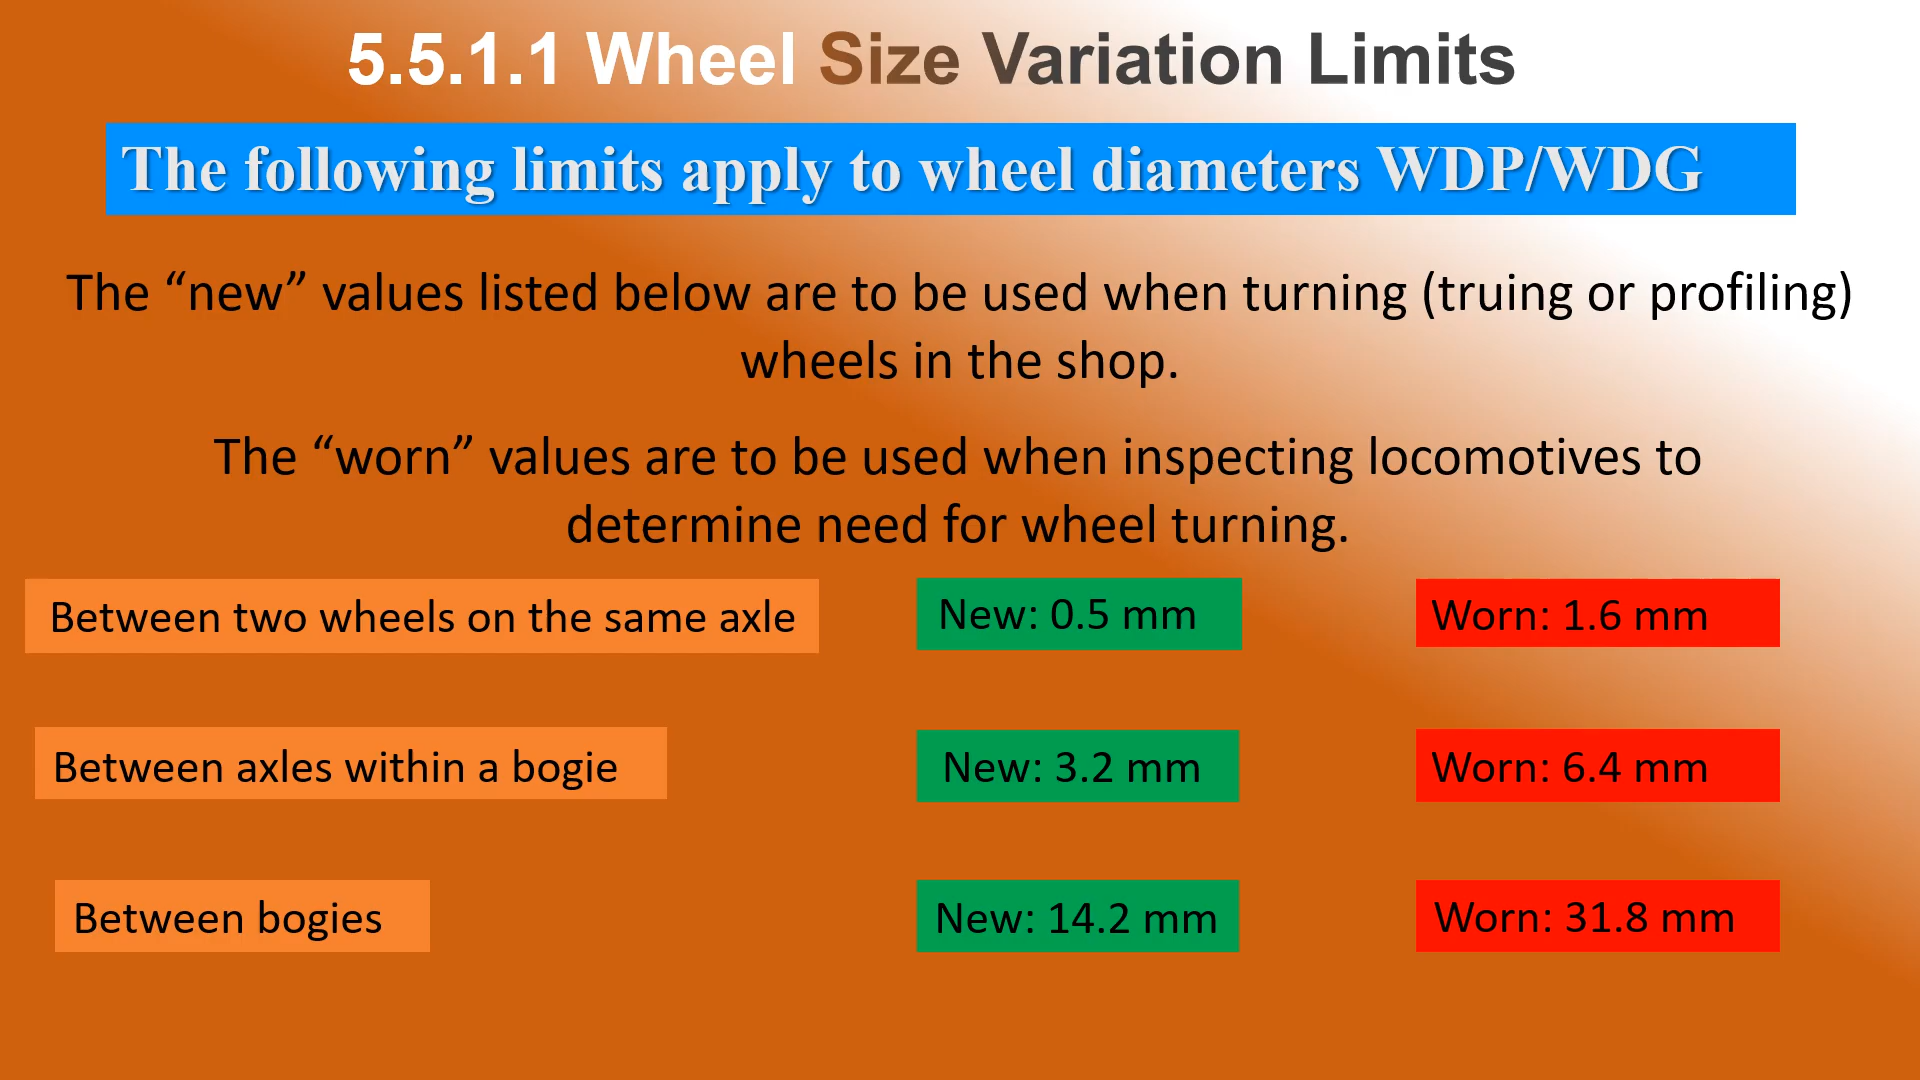 5.5.1.1 Wheel Size Variation Limits
The following limits apply to wheel diameters WDP/WDG
The “new” values listed below are to be used when turning (truing or profiling)
wheels in the shop.
The “worn” values are to be used when inspecting locomotives to
determine need for wheel turning.
Between two wheels on the same axle New: 0.5 mm Worn: 1.6 mm
Between axles within a bogie New: 3.2 mm Worn: 6.4 mm
Between bogies New: 14.2 mm Worn: 31.8 mm